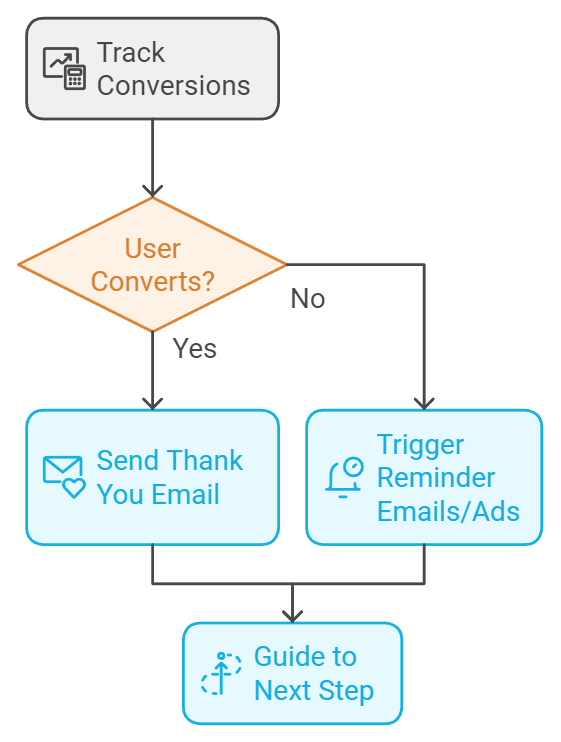 Track
Conversions
User
Converts?
No
Yes
Send Thank
You Email
Trigger
Reminder
Emails/Ads
Guide to
Next Step